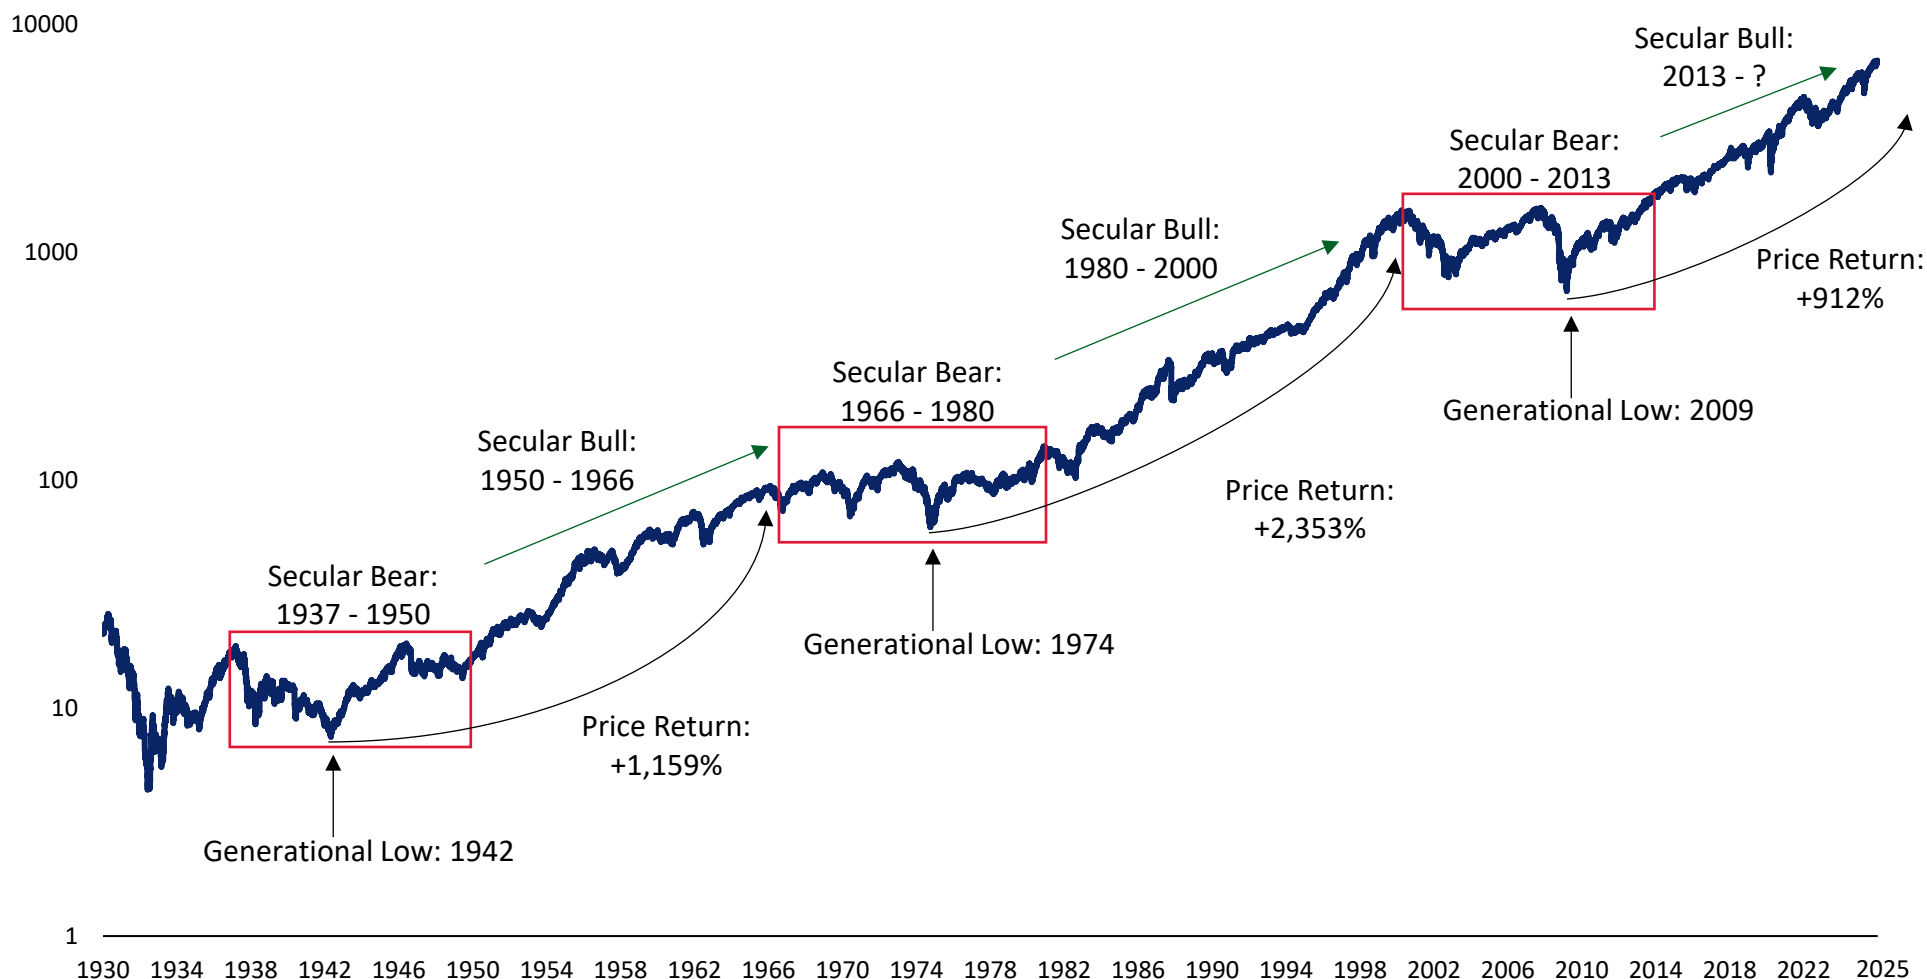 10000
Secular Bull:
2013 - ?
Secular Bear:
2000 - 2013
Secular Bull:
1980 - 2000
1000
Price Return:
+912%
Secular Bear:
1966 - 1980
Generational Low: 2009
Secular Bull:
1950 - 1966
100
Price Return:
+2,353%
Secular Bear:
1937 - 1950
Generational Low: 1974
10
Price Return:
+1,159%
Generational Low: 1942
1
1930 1934 1938 1942 1946 1950 1954 1958 1962 1966 1970 1974 1978 1982 1986 1990 1994 1998 2002 2006 2010 2014 2018 2022 2025